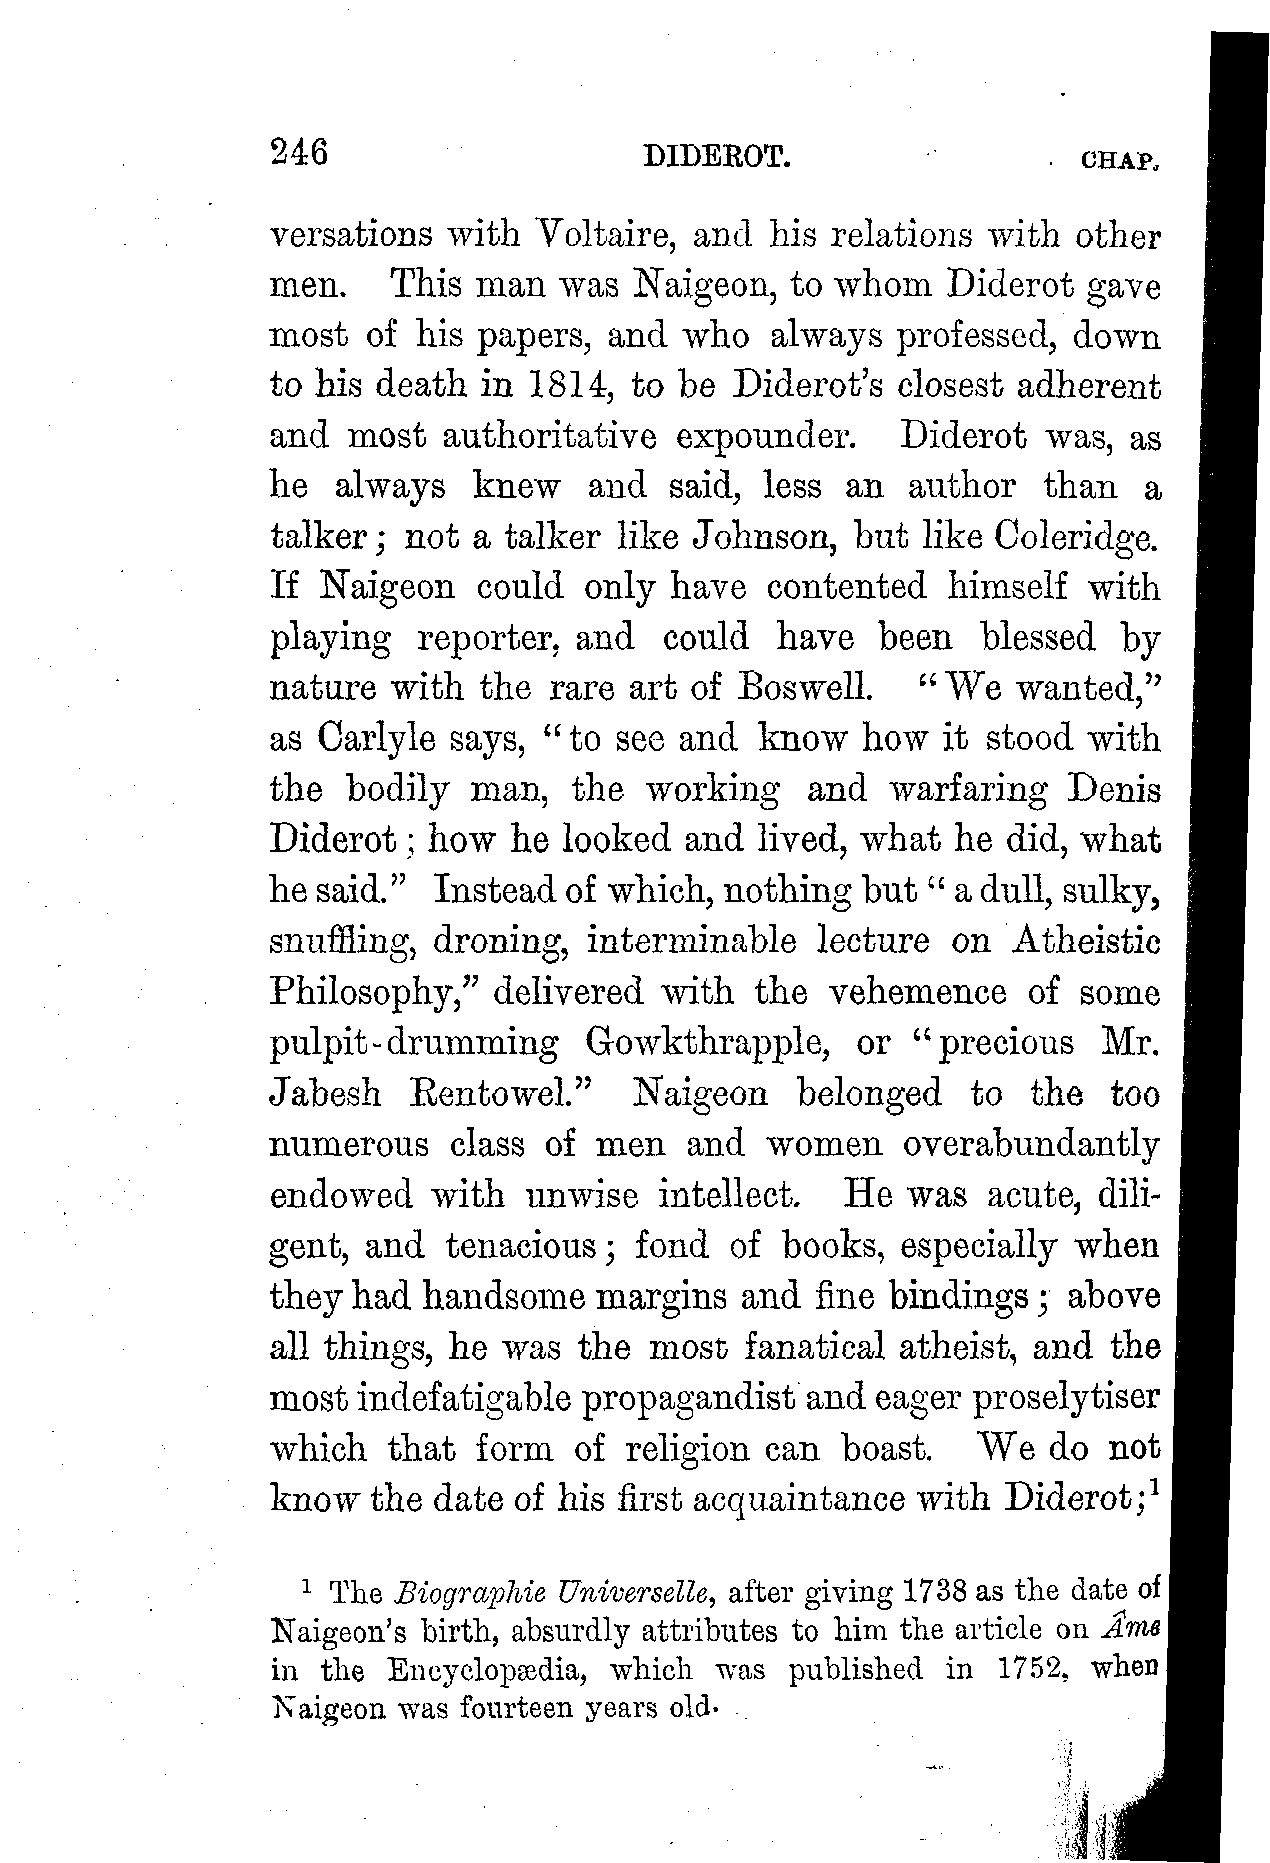 246 DIDEROT. CHAP.
versations with Voltaire, and his relations with other
men. This man was Naigeon, to whom Diderot gave
most of his papers, and who always professed, down
to his death in 1814, to be Diderot's closest adherent
and most authoritative expounder. Diderot was, as
he always knew and said, less an author than a
talker; not a talker like Johnson, but like Coleridge.
If Naigeon could only have contented himself with
playing reporter, and could have been blessed by
nature with the rare art of Boswell. "We wanted,"
as Carlyle says, "to see and know how it stood with
the bodily man, the working and warfaring Denis
Diderot; how he looked and lived, what he did, what
he said." Instead of which, nothing but "a dull, sulky,
snuffling, droning, interminable lecture on Atheistic
Philosophy," delivered with the vehemence of some
pulpit-drumming Gowkthrapple, or "precious Mr.
Jabesh Rentowel." Naigeon belonged to the too
numerous class of men and women overabundantly
endowed with unwise intellect. He was acute, dili-
gent, and tenacious; fond of books, especially when
they had handsome margins and fine bindings; above
all things, he was the most fanatical atheist, and the
most indefatigable propagandist and eager proselytiser
which that form of religion can boast. We do not
know the date of his first acquaintance with Diderot;¹
¹ The Biographie Universelle, after giving 1738 as the date of
Naigeon's birth, absurdly attributes to him the article on Âme
in the Encyclopædia, which was published in 1752, when
Naigeon was fourteen years old.